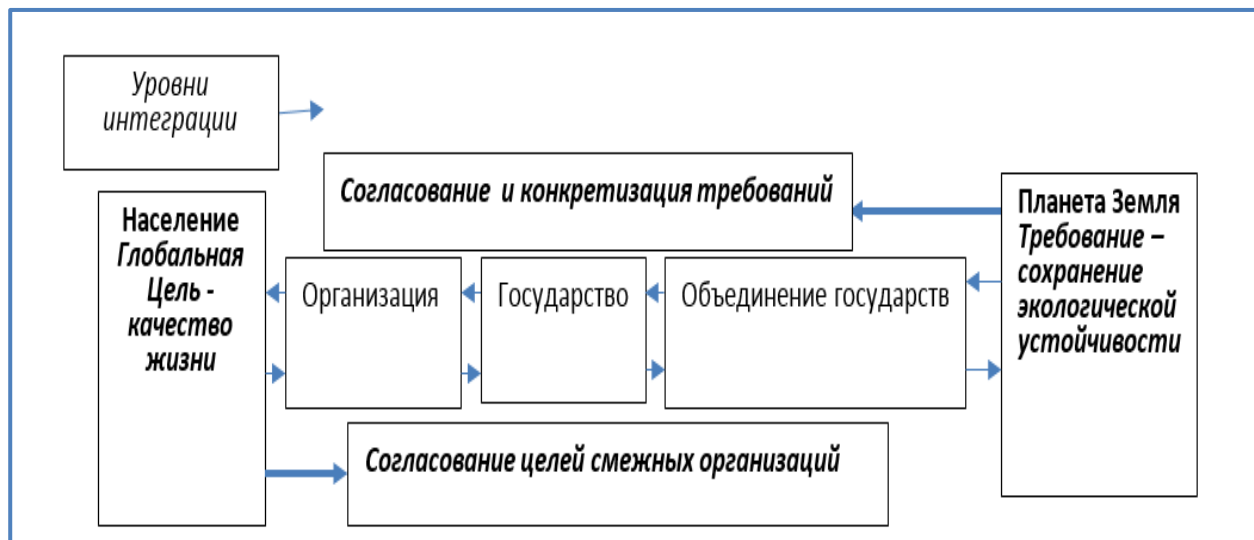 Уровни
интеграции
Согласование и конкретизация требований
Население
Глобальная
Цель -
качество
жизни
Организация
Государство
Объединение государств
Планета Земля
Требование –
сохранение
экологической
устойчивости
Согласование целей смежных организаций